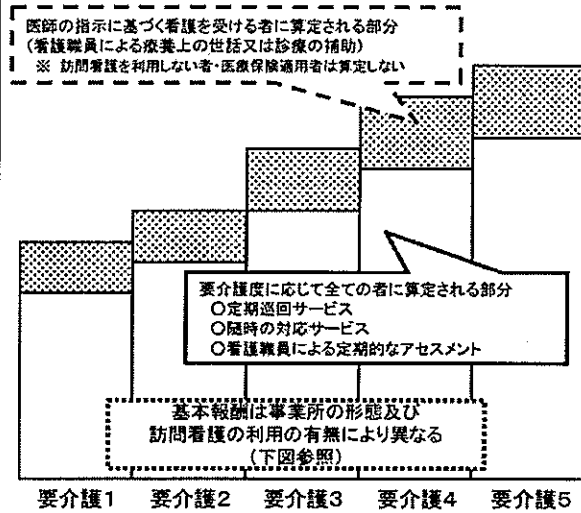 医師の指示に基づく看護を受ける者に算定される部分
(看護職員による療養上の世話又は診療の補助)
※ 訪問看護を利用しない者・医療保険適用者は算定しない
要介護度に応じて全ての者に算定される部分
○定期巡回サービス
○随時の対応サービス
○看護職員による定期的なアセスメント
基本報酬は事業所の形態及び
訪問看護の利用の有無により異なる
(下図参照)
要介護1 要介護2 要介護3 要介護4 要介護5